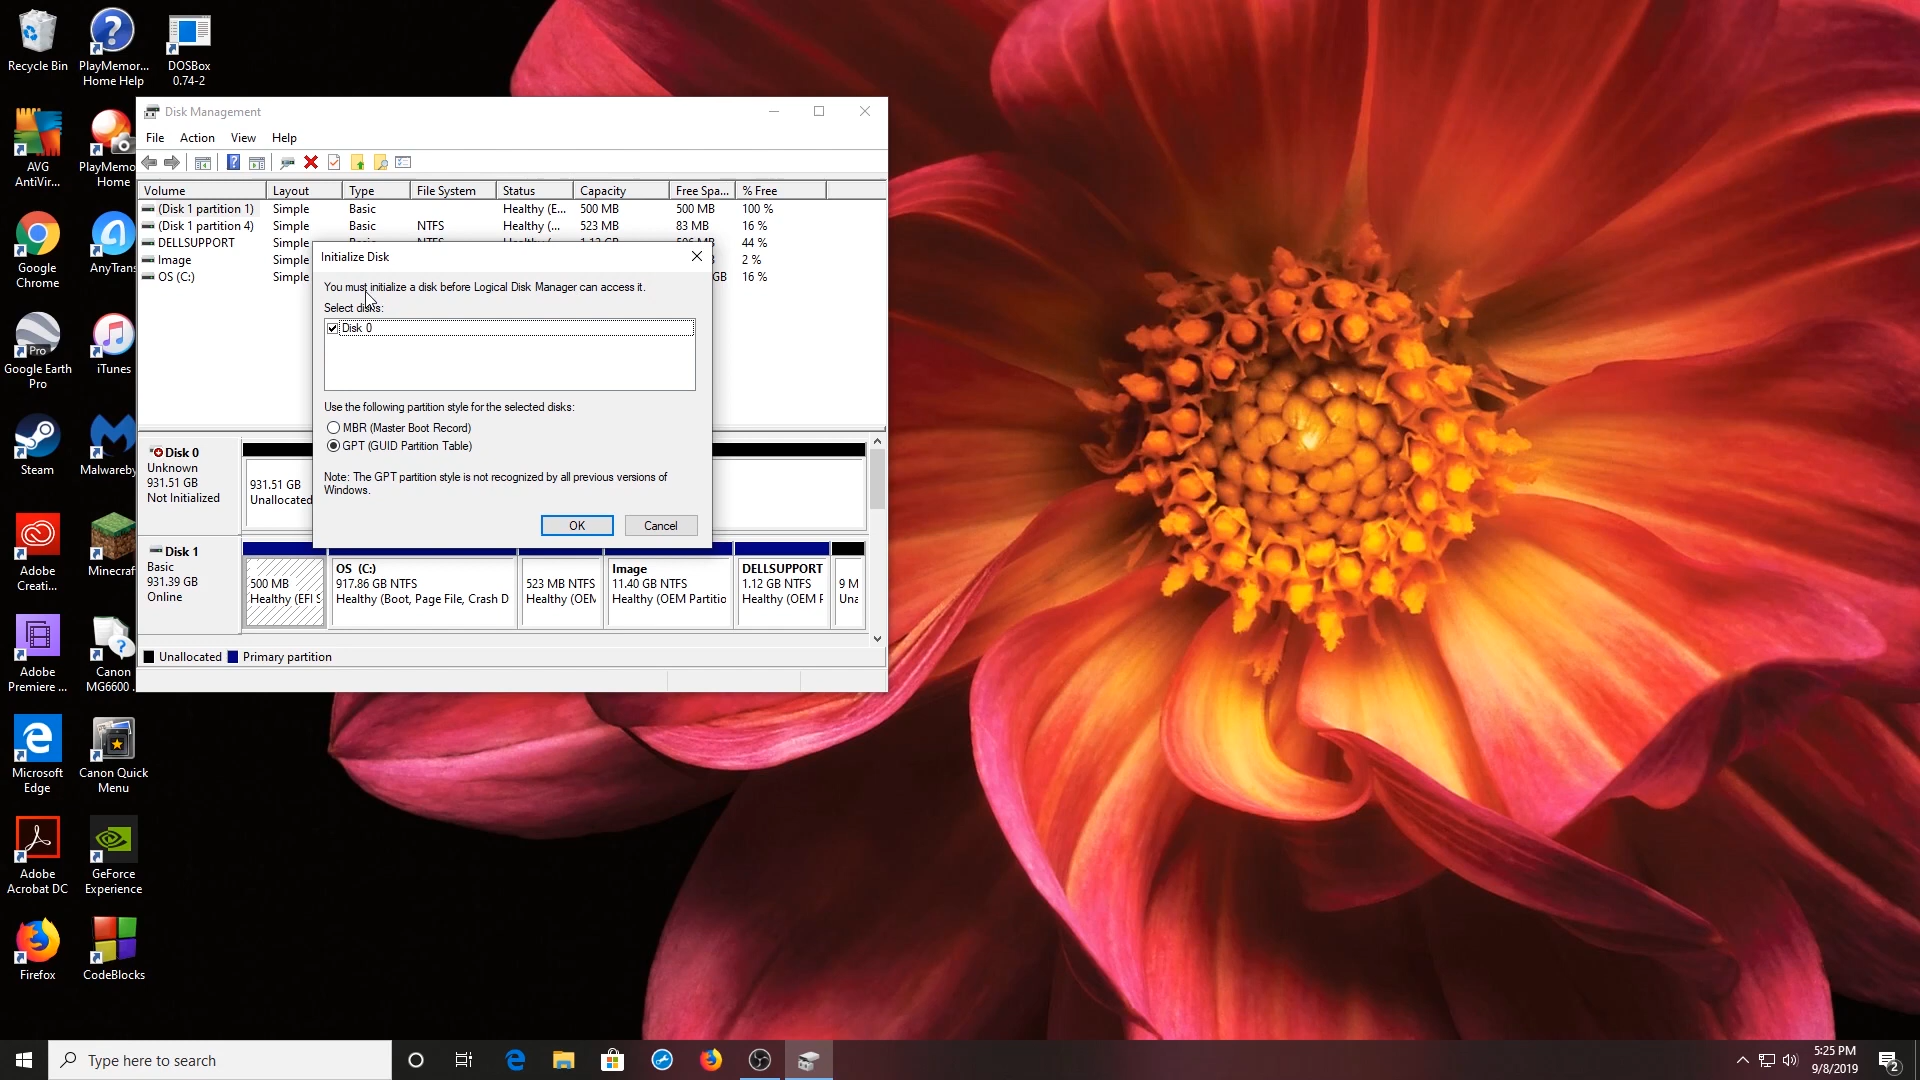 Recycle Bin
PlayMemor...
Home Help
DOSBox
0.74-2
AVG
AntiVir...
PlayMemo
Home
Google
Chrome
AnyTrans
Pro
Google Earth
Pro
iTunes
Steam
Malwareby
Adobe
Creati...
Minecraf
Adobe
Premiere ...
Canon
MG6600 .
Microsoft
Edge
Canon Quick
Menu
Adobe
Acrobat DC
GeForce
Experience
Firefox
CodeBlocks
Disk Management
File Action View Help
Volume Layout Type File System Status Capacity Free Spa... % Free
(Disk 1 partition 1) Simple Basic Healthy (E... 500 MB 500 MB 100 %
(Disk 1 partition 4) Simple Basic NTFS Healthy (... 523 MB 83 MB 16 %
DELLSUPPORT Simple 44 %
Image Simple 2 %
OS (C:) Simple GB 16 %
Initialize Disk
You must initialize a disk before Logical Disk Manager can access it.
Select disks:
Disk 0
Use the following partition style for the selected disks:
MBR (Master Boot Record)
GPT (GUID Partition Table)
Note: The GPT partition style is not recognized by all previous versions of
Windows.
OK Cancel
Disk 0
Unknown
931.51 GB
Not Initialized
931.51 GB
Unallocated
Disk 1
Basic
931.39 GB
Online
500 MB
Healthy (EFI S
OS (C:)
917.86 GB NTFS
Healthy (Boot, Page File, Crash D
523 MB NTFS
Healthy (OEM
Image
11.40 GB NTFS
Healthy (OEM Partitio
DELLSUPPORT
1.12 GB NTFS
Healthy (OEM P
9 M
Una
Unallocated Primary partition
Type here to search
5:25 PM
9/8/2019
2